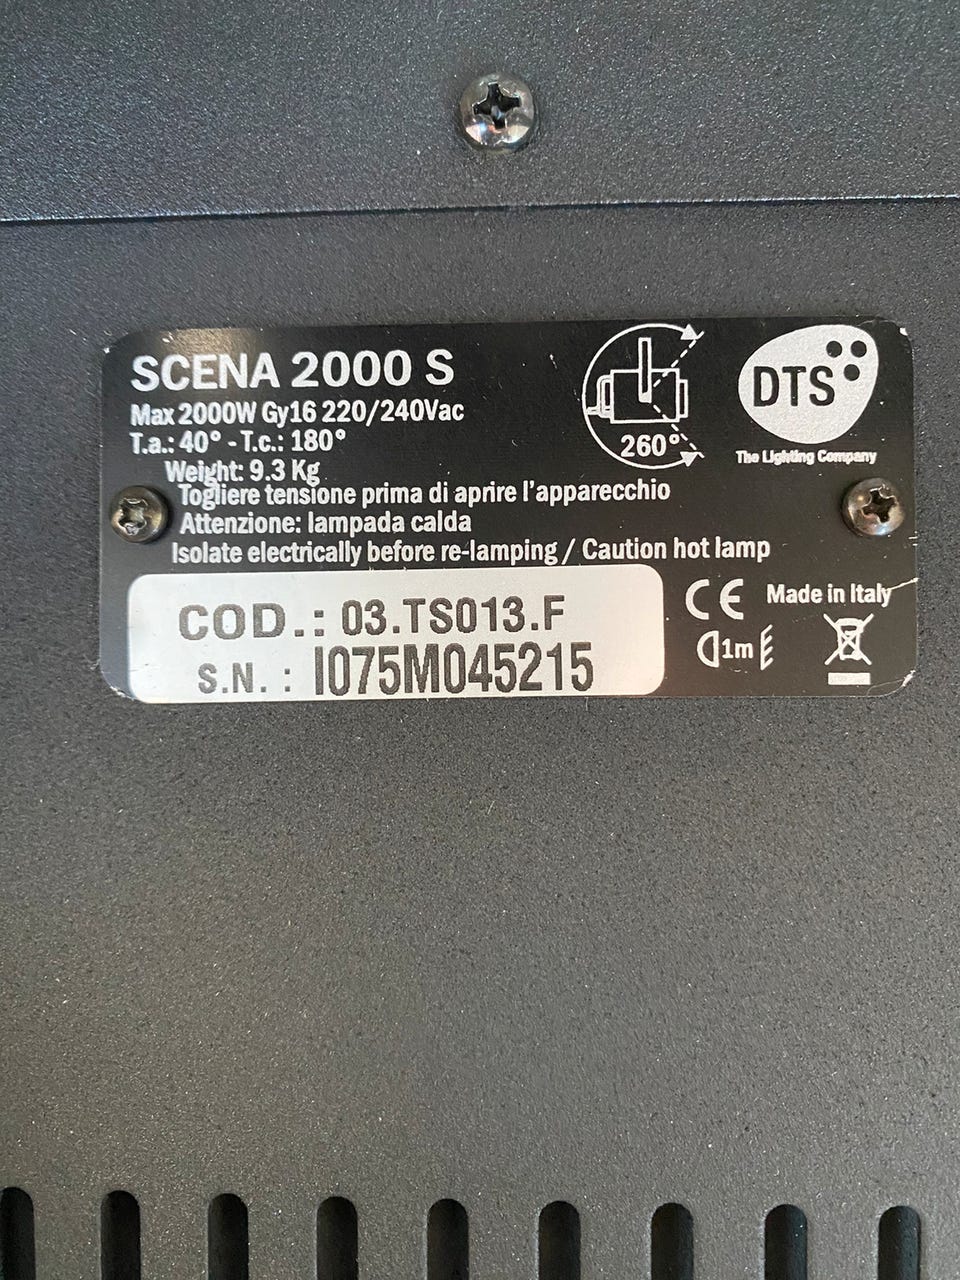 SCENA 2000 S
Max 2000W Gy16 220/240Vac
T.a.: 40° - T.c.: 180°
Weight: 9.3 Kg
260°
DTS
The Lighting Company
Togliere tensione prima di aprire l'apparecchio
Attenzione: lampada calda
Isolate electrically before re-lamping / Caution hot lamp
COD.: 03.TS013.F
S.N. : I075M045215
CE Made in Italy
1m